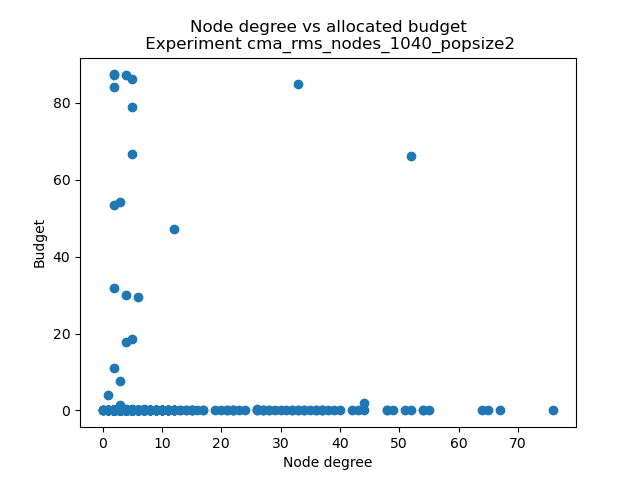 Node degree vs allocated budget
Experiment cma_rms_nodes_1040_popsize2
80
60
40
20
0
Budget
0 10 20 30 40 50 60 70
Node degree